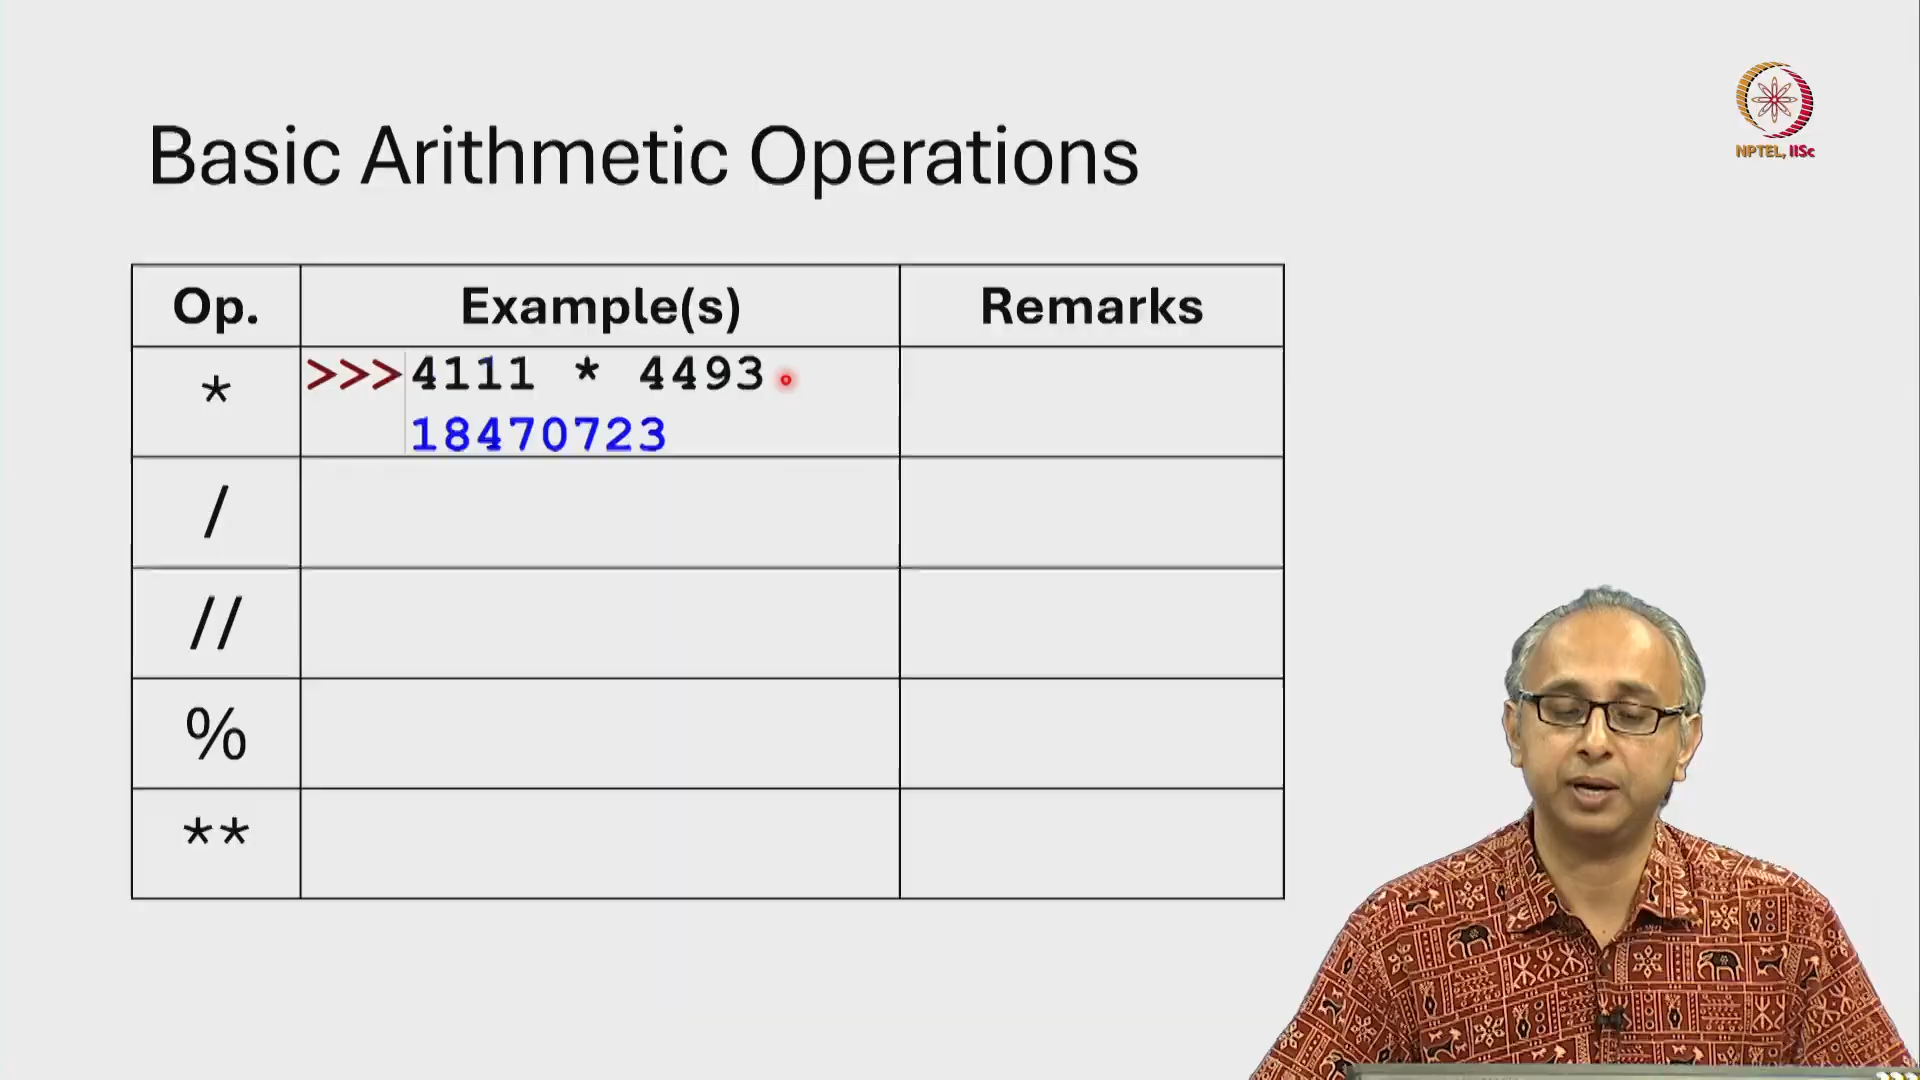 NPTEL, IISc
Basic Arithmetic Operations
Op. Example(s) Remarks
* >>> 4111 * 4493
18470723
/
//
%
**